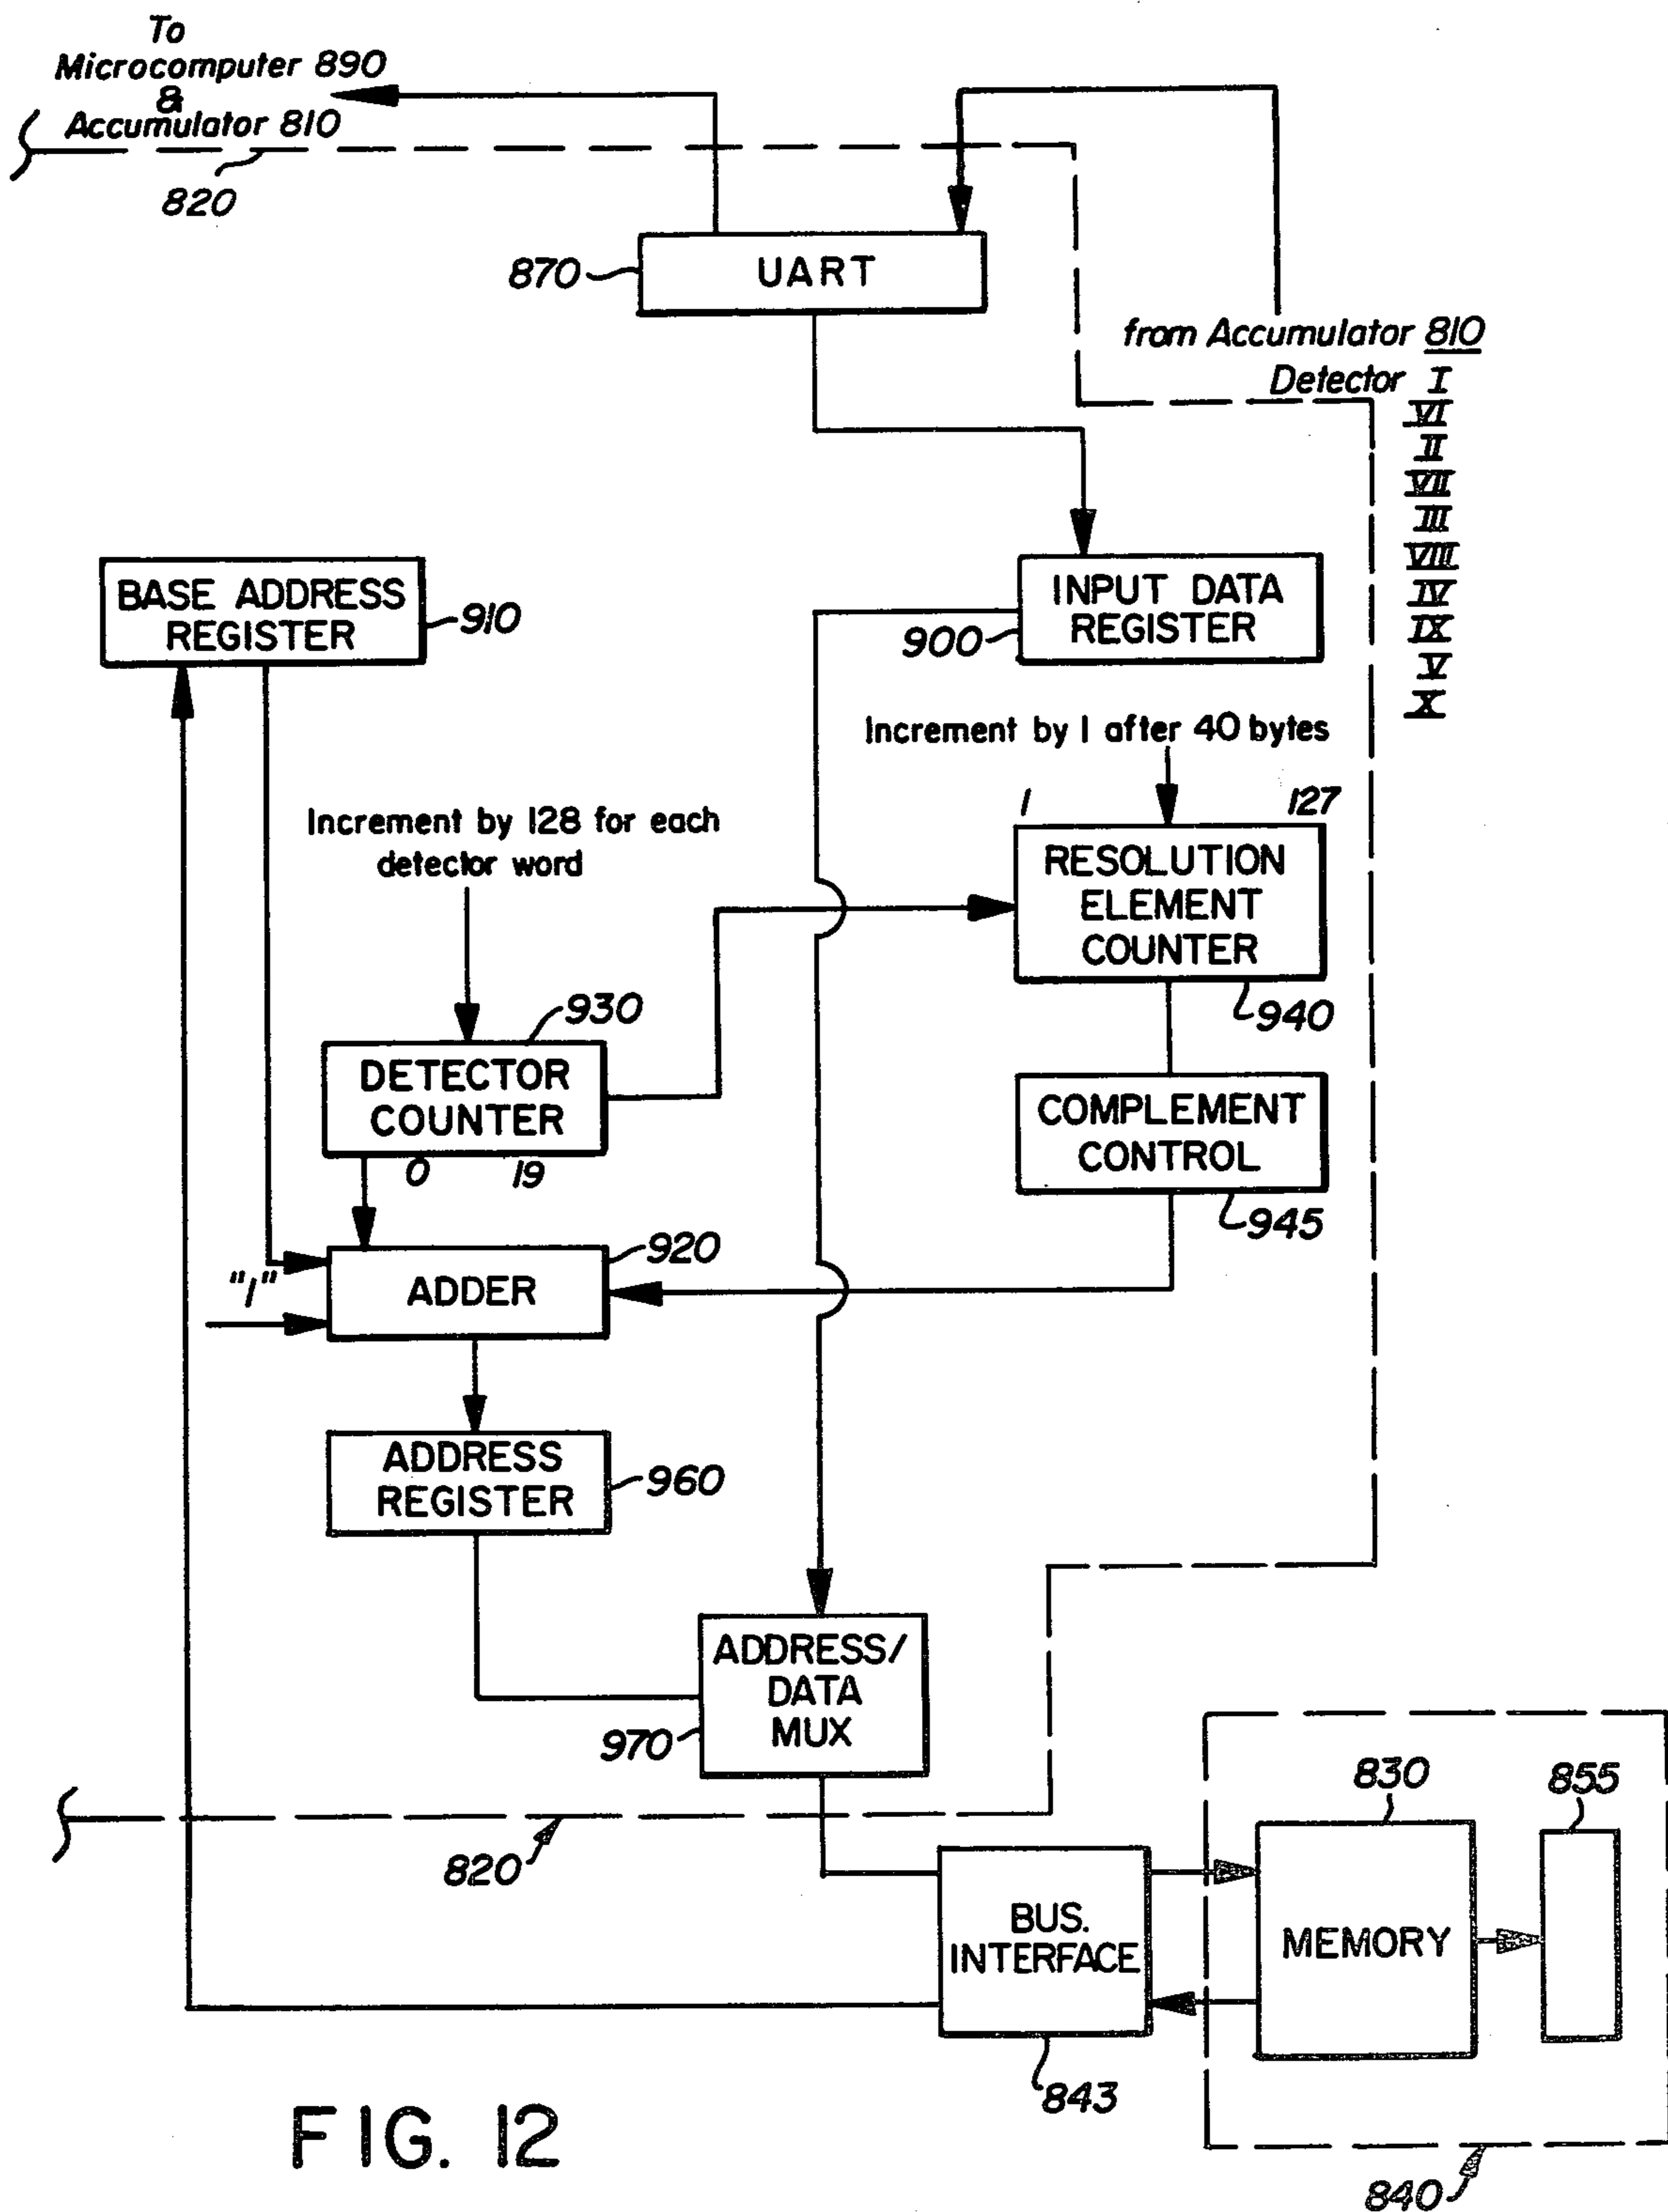 To
Microcomputer 890
&
Accumulator 810
820
870
UART
from Accumulator 810
Detector I
VI
II
VII
III
VIII
IV
IX
V
X
BASE ADDRESS
REGISTER
910
INPUT DATA
REGISTER
900
Increment by 1 after 40 bytes
1
127
Increment by 128 for each
detector word
RESOLUTION
ELEMENT
COUNTER
940
930
DETECTOR
COUNTER
0
19
COMPLEMENT
CONTROL
945
920
"1"
ADDER
ADDRESS
REGISTER
960
ADDRESS/
DATA
MUX
970
820
830
855
BUS.
INTERFACE
MEMORY
843
840
FIG. 12